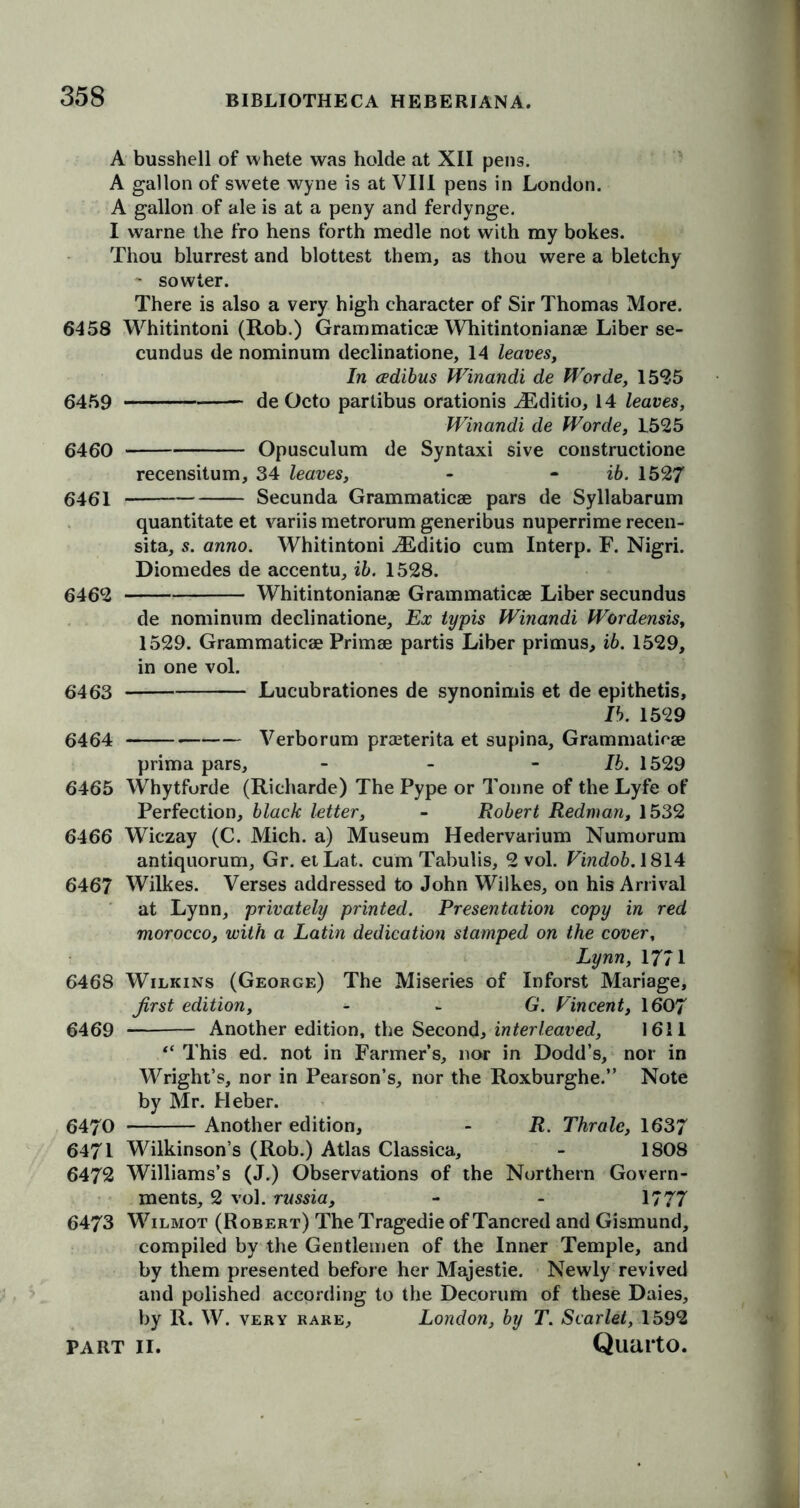 358
BIBLIOTHECA HEBERIANA.
A busshell of whete was holde at XII pens.
A gallon of swete wyne is at VIII pens in London.
A gallon of ale is at a peny and ferdynge.
I warne the fro hens forth medle not with my bokes.
Thou blurrest and blottest them, as thou were a bletchy
- sowter.
There is also a very high character of Sir Thomas More.
6458 Whitintoni (Rob.) Grammaticæ Whitintonianæ Liber se-
cundus de nominum declinatione, 14 leaves,
In ædibus Winandi de Worde, 1525
6459 ———— de Octo partibus orationis Æditio, 14 leaves,
Winandi de Worde, 1525
6460 ———— Opusculum de Syntaxi sive constructione
recensitum, 34 leaves, - - ib. 1527
6461 ———— Secunda Grammaticæ pars de Syllabarum
quantitate et variis metrorum generibus nuperrime recen-
sita, s. anno. Whitintoni Æditio cum Interp. F. Nigri.
Diomedes de accentu, ib. 1528.
6462 ———— Whitintonianæ Grammaticæ Liber secundus
de nominum declinatione, Ex typis Winandi Wordensis,
1529. Grammaticæ Primæ partis Liber primus, ib. 1529,
in one vol.
6463 ———— Lucubrationes de synonimis et de epithetis,
Ib. 1529
6464 ———— Verborum præterita et supina, Grammaticæ
prima pars, - - - Ib. 1529
6465 Whytforde (Richarde) The Pype or Tonne of the Lyfe of
Perfection, black letter, - Robert Redman, 1532
6466 Wiczay (C. Mich. a) Museum Hedervarium Numorum
antiquorum, Gr. et Lat. cum Tabulis, 2 vol. Vindob. 1814
6467 Wilkes. Verses addressed to John Wilkes, on his Arrival
at Lynn, privately printed. Presentation copy in red
morocco, with a Latin dedication stamped on the cover,
Lynn, 1771
6468 Wilkins (George) The Miseries of Inforst Mariage,
first edition, - - G. Vincent, 1607
6469 ——— Another edition, the Second, interleaved, 1611
“ This ed. not in Farmer's, nor in Dodd's, nor in
Wright's, nor in Pearson's, nor the Roxburghe.” Note
by Mr. Heber.
6470 ——— Another edition, - R. Thrale, 1637
6471 Wilkinson's (Rob.) Atlas Classica, - 1808
6472 Williams's (J.) Observations of the Northern Govern-
ments, 2 vol. russia, - - 1777
6473 Wilmot (Robert) The Tragedie of Tancred and Gismund,
compiled by the Gentlemen of the Inner Temple, and
by them presented before her Majestie. Newly revived
and polished according to the Decorum of these Daies,
by R. W. VERY RARE, London, by T. Scarlet, 1592
PART II. Quarto.